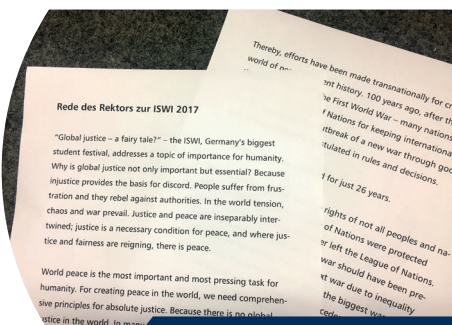 Rede des Rektors zur ISWI 2017
"Global justice – a fairy tale?" – the ISWI, Germany's biggest
student festival, addresses a topic of importance for humanity.
Why is global justice not only important but essential? Because
injustice provides the basis for discord. People suffer from frus-
tration and they rebel against authorities. In the world tension,
chaos and war prevail. Justice and peace are inseparably inter-
twined; justice is a necessary condition for peace, and where jus-
tice and fairness are reigning, there is peace.
World peace is the most important and most pressing task for
humanity. For creating peace in the world, we need comprehen-
sive principles for absolute justice. Because there is no global
justice in the world. In many
Thereby, efforts have been made transnationally for cr
world of
ent history. 100 years ago, after th
he First World War – many nations
f Nations for keeping internationa
tbreak of a new war through goo
tulated in rules and decisions.
d for just 26 years.
rights of not all peoples and na-
of Nations were protected
er left the League of Nations.
war should have been pre-
xt war due to inequality
the biggest wa